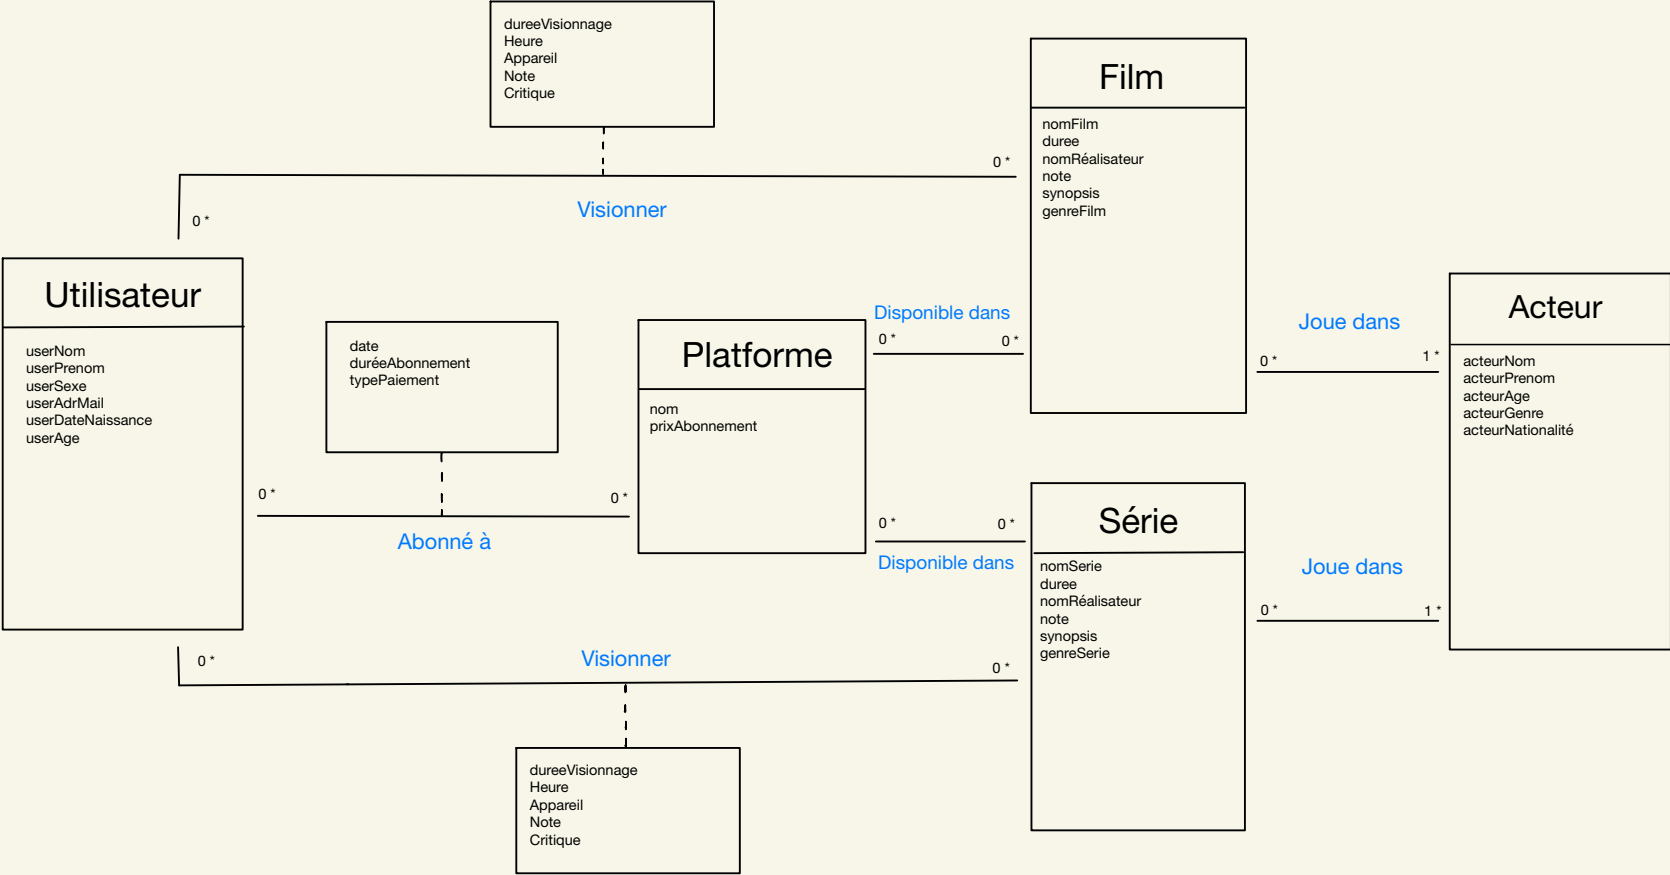 dureeVisionnage
Heure
Appareil
Note
Critique
Visionner
0 *
0 *
Film
nomFilm
duree
nomRéalisateur
note
synopsis
genreFilm
Utilisateur
userNom
userPrenom
userSexe
userAdrMail
userDateNaissance
userAge
date
duréeAbonnement
typePaiement
0 *
0 *
Abonné à
Platforme
nom
prixAbonnement
Disponible dans
0 *
0 *
0 *
0 *
Disponible dans
Joue dans
0 *
1 *
Acteur
acteurNom
acteurPrenom
acteurAge
acteurGenre
acteurNationalité
Série
nomSerie
duree
nomRéalisateur
note
synopsis
genreSerie
Joue dans
0 *
1 *
0 *
Visionner
0 *
dureeVisionnage
Heure
Appareil
Note
Critique